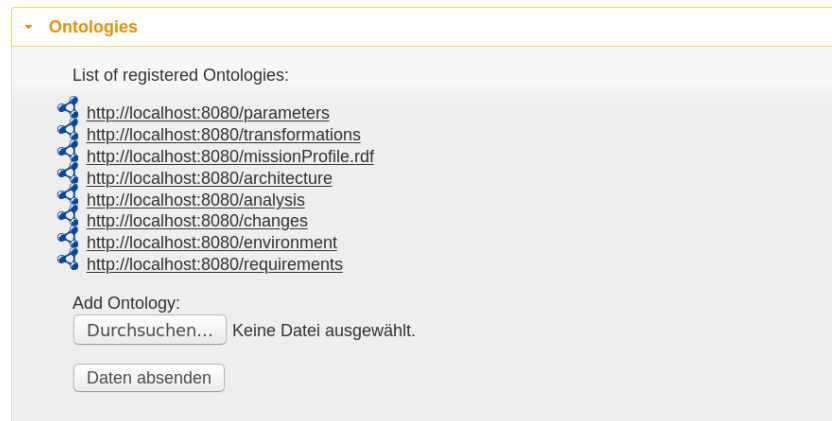 Ontologies
List of registered Ontologies:
http://localhost:8080/parameters
http://localhost:8080/transformations
http://localhost:8080/missionProfile.rdf
http://localhost:8080/architecture
http://localhost:8080/analysis
http://localhost:8080/changes
http://localhost:8080/environment
http://localhost:8080/requirements
Add Ontology:
Durchsuchen... Keine Datei ausgewählt.
Daten absenden